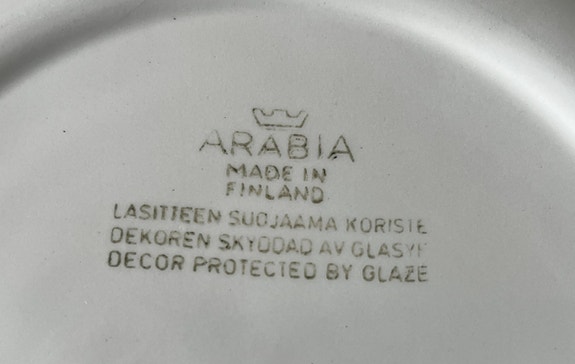 ARABIA
MADE IN
FINLAND
LASITTEEN SUOJAAMA KORISTE
DEKOREN SKYDDAD AV GLASYR
DECOR PROTECTED BY GLAZE